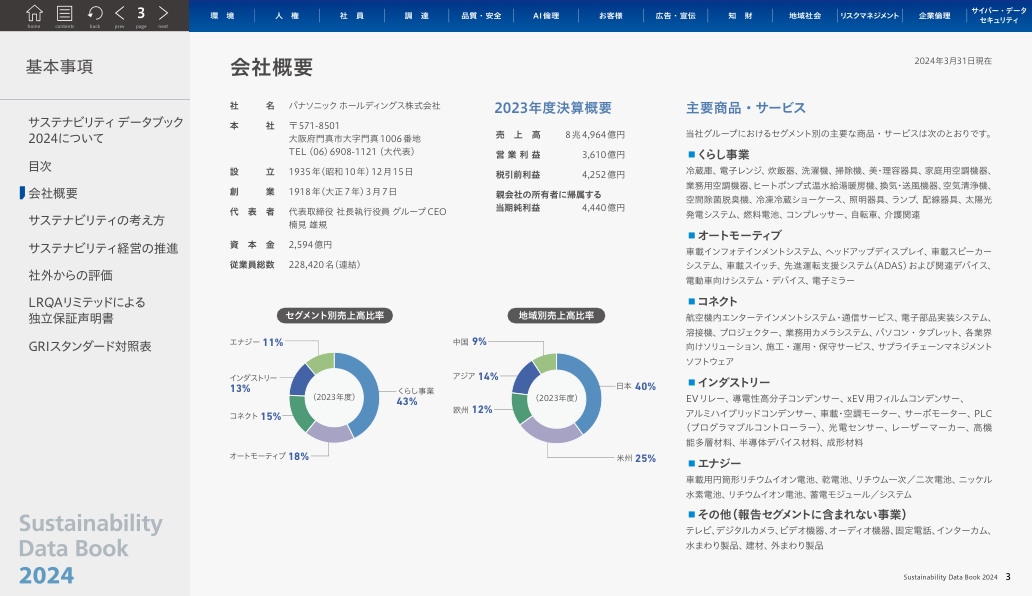 home contents back prev 3 page next
環 境
人 権
社 員
調 達
品質・安全
AI倫理
お客様
広告・宣伝
知 財
地域社会
リスクマネジメント
企業倫理
サイバー・データ
セキュリティ
基本事項
サステナビリティ データブック
2024について
目次
会社概要
サステナビリティの考え方
サステナビリティ経営の推進
社外からの評価
LRQAリミテッドによる
独立保証声明書
GRIスタンダード対照表
Sustainability
Data Book
2024
会社概要
2024年3月31日現在
社 名 パナソニック ホールディングス株式会社
本 社 〒571-8501
大阪府門真市大字門真1006番地
TEL (06) 6908-1121 (大代表)
設 立 1935年(昭和10年) 12月15日
創 業 1918年(大正7年) 3月7日
代 表 者 代表取締役 社長執行役員 グループCEO
楠見 雄規
資 本 金 2,594億円
従業員総数 228,420名(連結)
2023年度決算概要
売 上 高 8兆4,964億円
営業利益 3,610億円
税引前利益 4,252億円
親会社の所有者に帰属する
当期純利益 4,440億円
セグメント別売上高比率
エナジー 11%
インダストリー
13%
コネクト 15%
オートモーティブ 18%
くらし事業
43%
(2023年度)
地域別売上高比率
中国 9%
アジア 14%
欧州 12%
日本 40%
米州 25%
(2023年度)
主要商品・サービス
当社グループにおけるセグメント別の主要な商品・サービスは次のとおりです。
■くらし事業
冷蔵庫、電子レンジ、炊飯器、洗濯機、掃除機、美・理容器具、家庭用空調機器、
業務用空調機器、ヒートポンプ式温水給湯暖房機、換気・送風機器、空気清浄機、
空間除菌脱臭機、冷凍冷蔵ショーケース、照明器具、ランプ、配線器具、太陽光
発電システム、燃料電池、コンプレッサー、自転車、介護関連
■オートモーティブ
車載インフォテインメントシステム、ヘッドアップディスプレイ、車載スピーカー
システム、車載スイッチ、先進運転支援システム(ADAS)および関連デバイス、
電動車向けシステム・デバイス、電子ミラー
■コネクト
航空機内エンターテインメントシステム・通信サービス、電子部品実装システム、
溶接機、プロジェクター、業務用カメラシステム、パソコン・タブレット、各業界
向けソリューション、施工・運用・保守サービス、サプライチェーンマネジメント
ソフトウェア
■インダストリー
EVリレー、導電性高分子コンデンサー、xEV用フィルムコンデンサー、
アルミハイブリッドコンデンサー、車載・空調モーター、サーボモーター、PLC
(プログラマブルコントローラー)、光電センサー、レーザーマーカー、高機
能多層材料、半導体デバイス材料、成形材料
■エナジー
車載用円筒形リチウムイオン電池、乾電池、リチウム一次／二次電池、ニッケル
水素電池、リチウムイオン電池、蓄電モジュール／システム
■その他(報告セグメントに含まれない事業)
テレビ、デジタルカメラ、ビデオ機器、オーディオ機器、固定電話、インターカム、
水まわり製品、建材、外まわり製品
Sustainability Data Book 2024 3